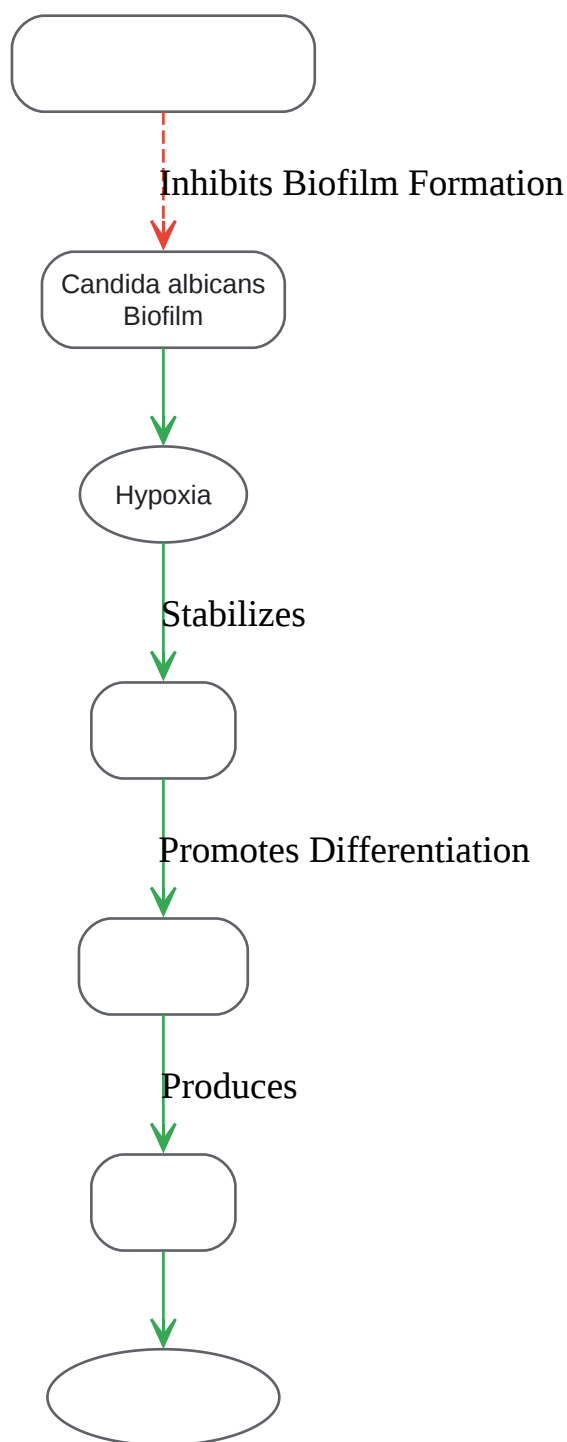 Inhibits Biofilm Formation
Candida albicans
Biofilm
Hypoxia
Stabilizes
Promotes Differentiation
Produces